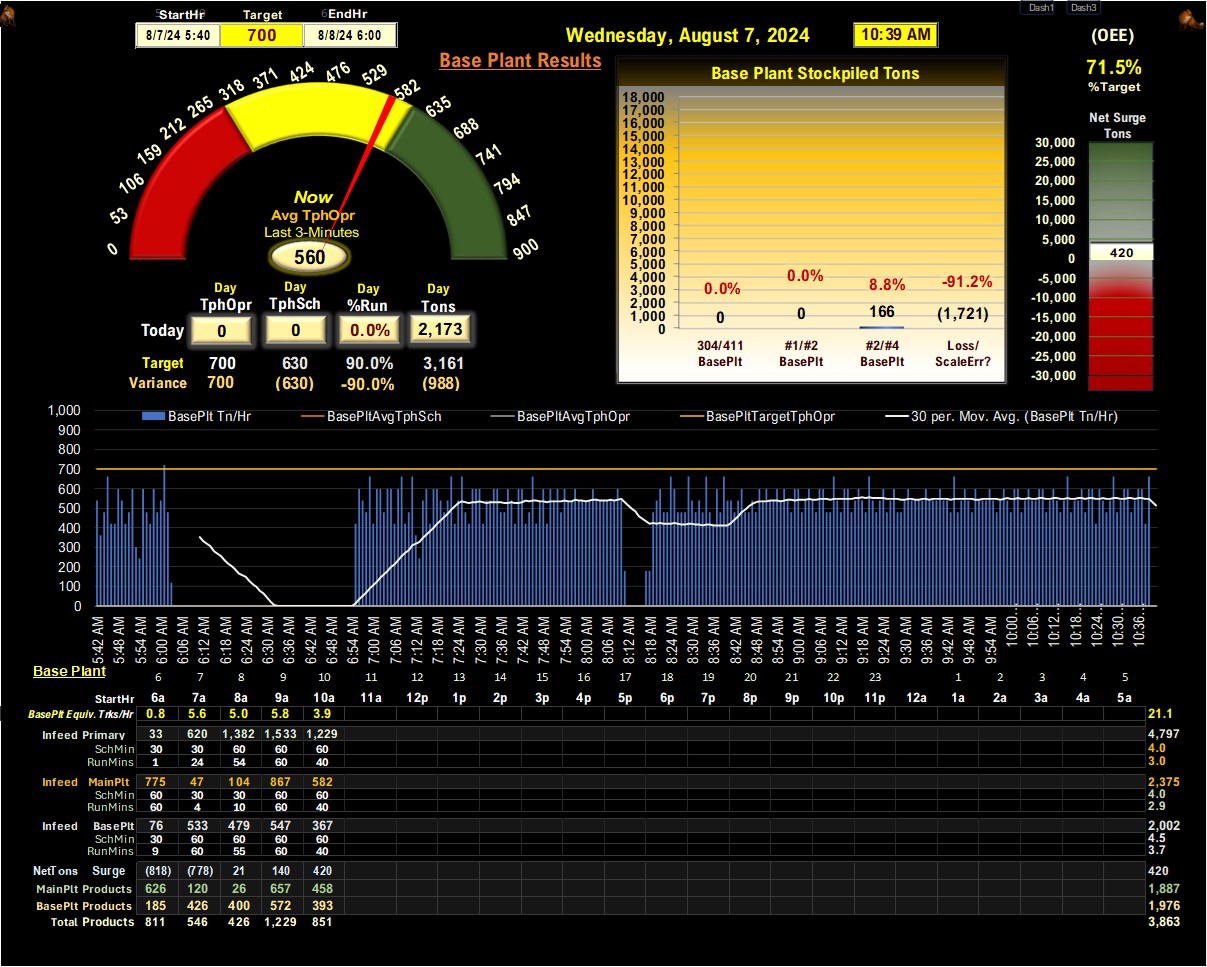 StartHr Target EndHr
8/7/24 5:40 700 8/8/24 6:00
Dash1 Dash3
Wednesday, August 7, 2024 10:39 AM
(OEE)
71.5%
%Target
Base Plant Results
0 53 106 159 212 265 318 371 424 476 529 582 635 688 741 794 847 900
Now
Avg TphOpr
Last 3-Minutes
560
Day Day Day Day
TphOpr TphSch %Run Tons
Today 0 0 0.0% 2,173
Target 700 630 90.0% 3,161
Variance 700 (630) -90.0% (988)
Base Plant Stockpiled Tons
18,000
17,000
16,000
15,000
14,000
13,000
12,000
11,000
10,000
9,000
8,000
7,000
6,000
5,000
4,000
3,000
2,000
1,000
0
0.0% 0.0% 8.8% -91.2%
0 0 166 (1,721)
304/411 #1/#2 #2/#4 Loss/
BasePlt BasePlt BasePlt ScaleErr?
Net Surge
Tons
30,000
25,000
20,000
15,000
10,000
5,000
420
0
-5,000
-10,000
-15,000
-20,000
-25,000
-30,000
BasePlt Tn/Hr BasePltAvgTphSch BasePltAvgTphOpr BasePltTargetTphOpr 30 per. Mov. Avg. (BasePlt Tn/Hr)
1,000
900
800
700
600
500
400
300
200
100
0
5:42 AM 5:48 AM 5:54 AM 6:00 AM 6:06 AM 6:12 AM 6:18 AM 6:24 AM 6:30 AM 6:36 AM 6:42 AM 6:48 AM 6:54 AM 7:00 AM 7:06 AM 7:12 AM 7:18 AM 7:24 AM 7:30 AM 7:36 AM 7:42 AM 7:48 AM 7:54 AM 8:00 AM 8:06 AM 8:12 AM 8:18 AM 8:24 AM 8:30 AM 8:36 AM 8:42 AM 8:48 AM 8:54 AM 9:00 AM 9:06 AM 9:12 AM 9:18 AM 9:24 AM 9:30 AM 9:36 AM 9:42 AM 9:48 AM 9:54 AM 10:00… 10:06… 10:12… 10:18… 10:24… 10:30… 10:36…
Base Plant
6 7 8 9 10 11 12 13 14 15 16 17 18 19 20 21 22 23 1 2 3 4 5
StartHr 6a 7a 8a 9a 10a 11a 12p 1p 2p 3p 4p 5p 6p 7p 8p 9p 10p 11p 12a 1a 2a 3a 4a 5a
BasePlt Equiv. Trks/Hr 0.8 5.6 5.0 5.8 3.9 21.1
Infeed Primary 33 620 1,382 1,533 1,229 4,797
SchMin 30 30 60 60 60 4.0
RunMins 1 24 54 60 40 3.0
Infeed MainPlt 775 47 104 867 582 2,375
SchMin 60 30 30 60 60 4.0
RunMins 60 4 10 60 40 2.9
Infeed BasePlt 76 533 479 547 367 2,002
SchMin 30 60 60 60 60 4.5
RunMins 9 60 55 60 40 3.7
NetTons Surge (818) (778) 21 140 420 420
MainPlt Products 626 120 26 657 458 1,887
BasePlt Products 185 426 400 572 393 1,976
Total Products 811 546 426 1,229 851 3,863